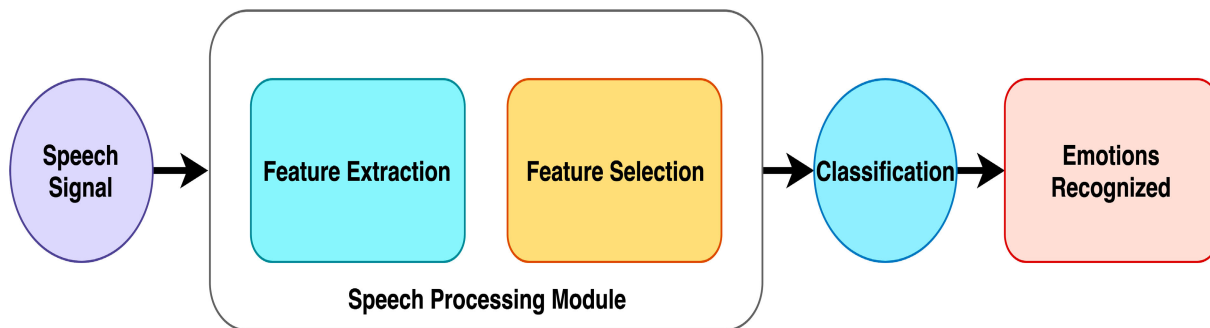 Speech
Signal
Feature Extraction
Feature Selection
Speech Processing Module
Classification
Emotions
Recognized